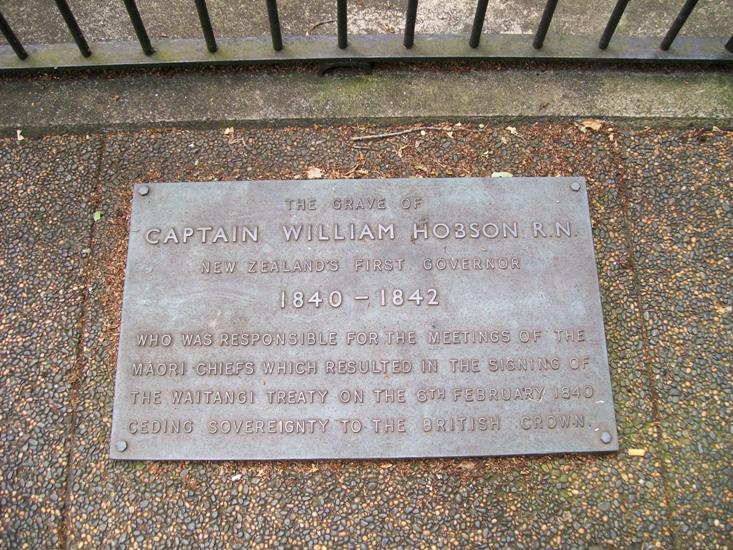 THE GRAVE OF
CAPTAIN WILLIAM HOBSON R.N.
NEW ZEALAND'S FIRST GOVERNOR
1840 – 1842
WHO WAS RESPONSIBLE FOR THE MEETINGS OF THE
MAORI CHIEFS WHICH RESULTED IN THE SIGNING OF
THE WAITANGI TREATY ON THE 6TH FEBRUARY 1840
CEDING SOVEREIGNTY TO THE BRITISH CROWN.